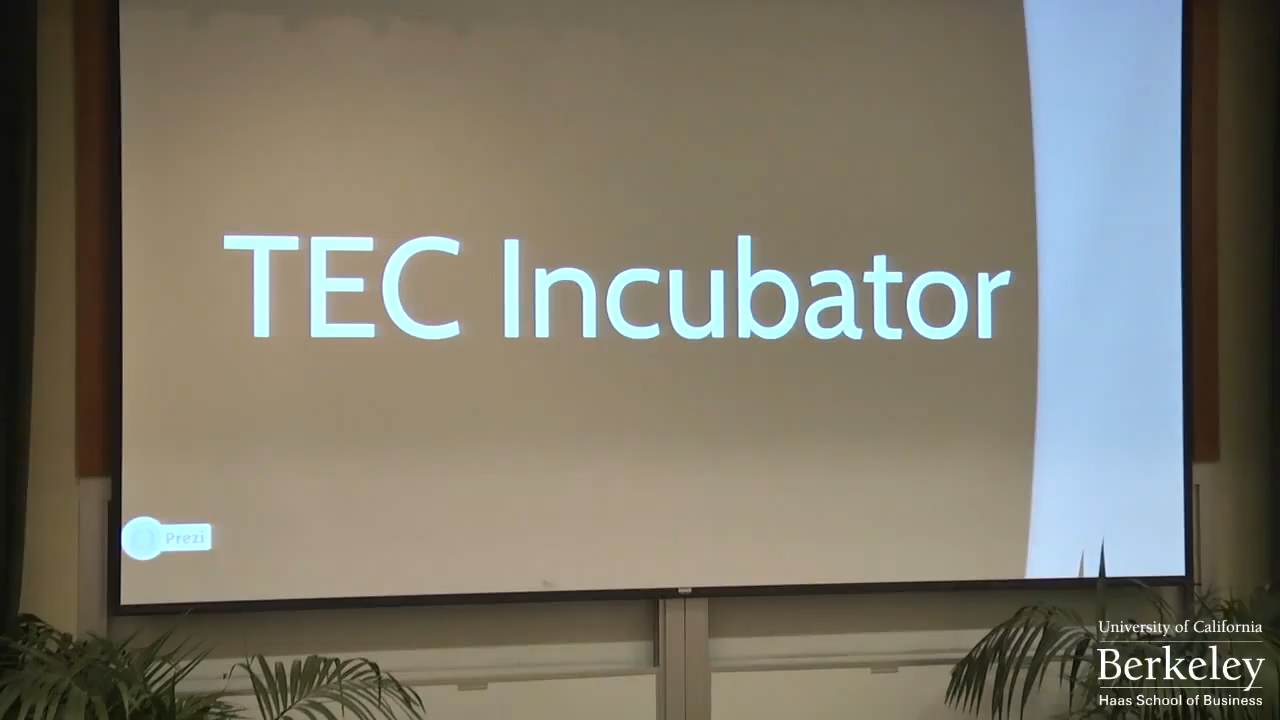 TEC Incubator
Prezi
University of California
Berkeley
Haas School of Business